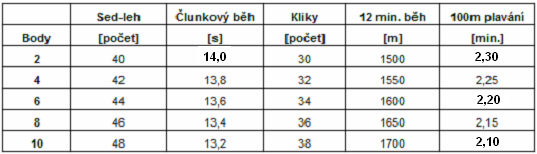 Sed-leh Člunkový běh Kliky 12 min. běh 100m plavání
Body [počet] [s] [počet] [m] [min.]
2 40 14,0 30 1500 2,30
4 42 13,8 32 1550 2,25
6 44 13,6 34 1600 2,20
8 46 13,4 36 1650 2,15
10 48 13,2 38 1700 2,10